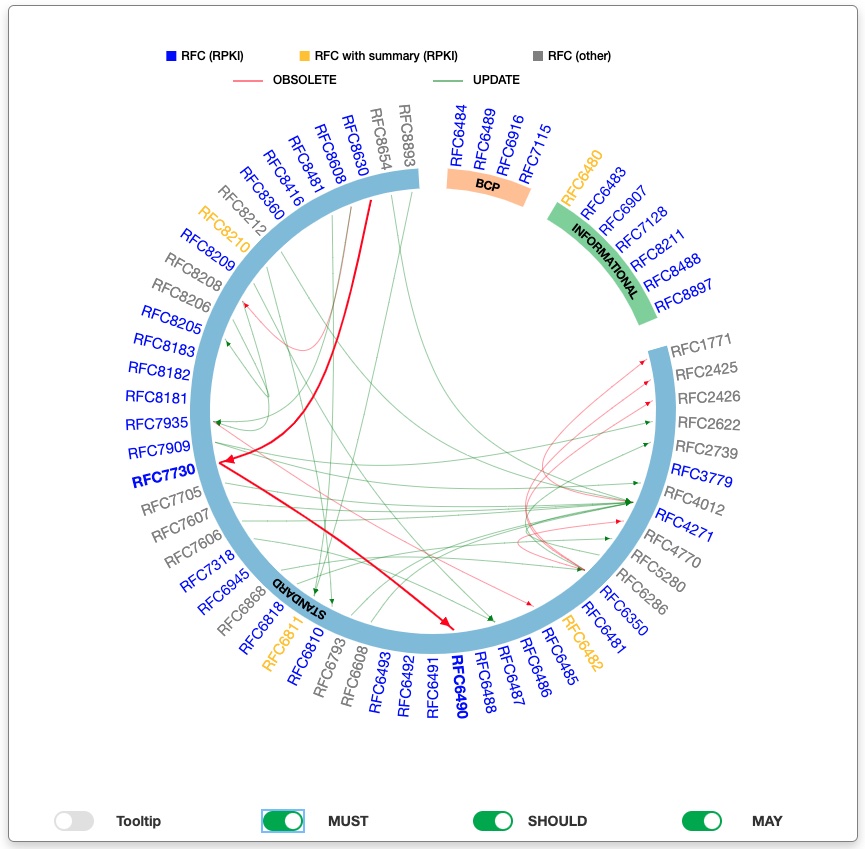 RFC (RPKI) RFC with summary (RPKI) RFC (other)
OBSOLETE UPDATE
RFC6484
RFC6489
RFC6916
RFC7115
BCP
RFC6480
RFC6483
RFC6907
RFC7128
RFC8211
RFC8488
RFC8897
INFORMATIONAL
RFC1771
RFC2425
RFC2426
RFC2622
RFC2739
RFC3779
RFC4012
RFC4271
RFC4770
RFC5280
RFC6286
RFC6350
RFC6481
RFC6482
RFC6485
RFC6486
RFC6487
RFC6488
RFC6490
RFC6491
RFC6492
RFC6493
RFC6608
RFC6793
RFC6810
RFC6811
RFC6818
RFC6868
RFC6945
RFC7318
RFC7606
RFC7607
RFC7705
RFC7730
RFC7909
RFC7935
RFC8181
RFC8182
RFC8183
RFC8205
RFC8206
RFC8208
RFC8209
RFC8210
RFC8212
RFC8360
RFC8416
RFC8481
RFC8608
RFC8630
RFC8654
RFC8893
STANDARD
Tooltip MUST SHOULD MAY